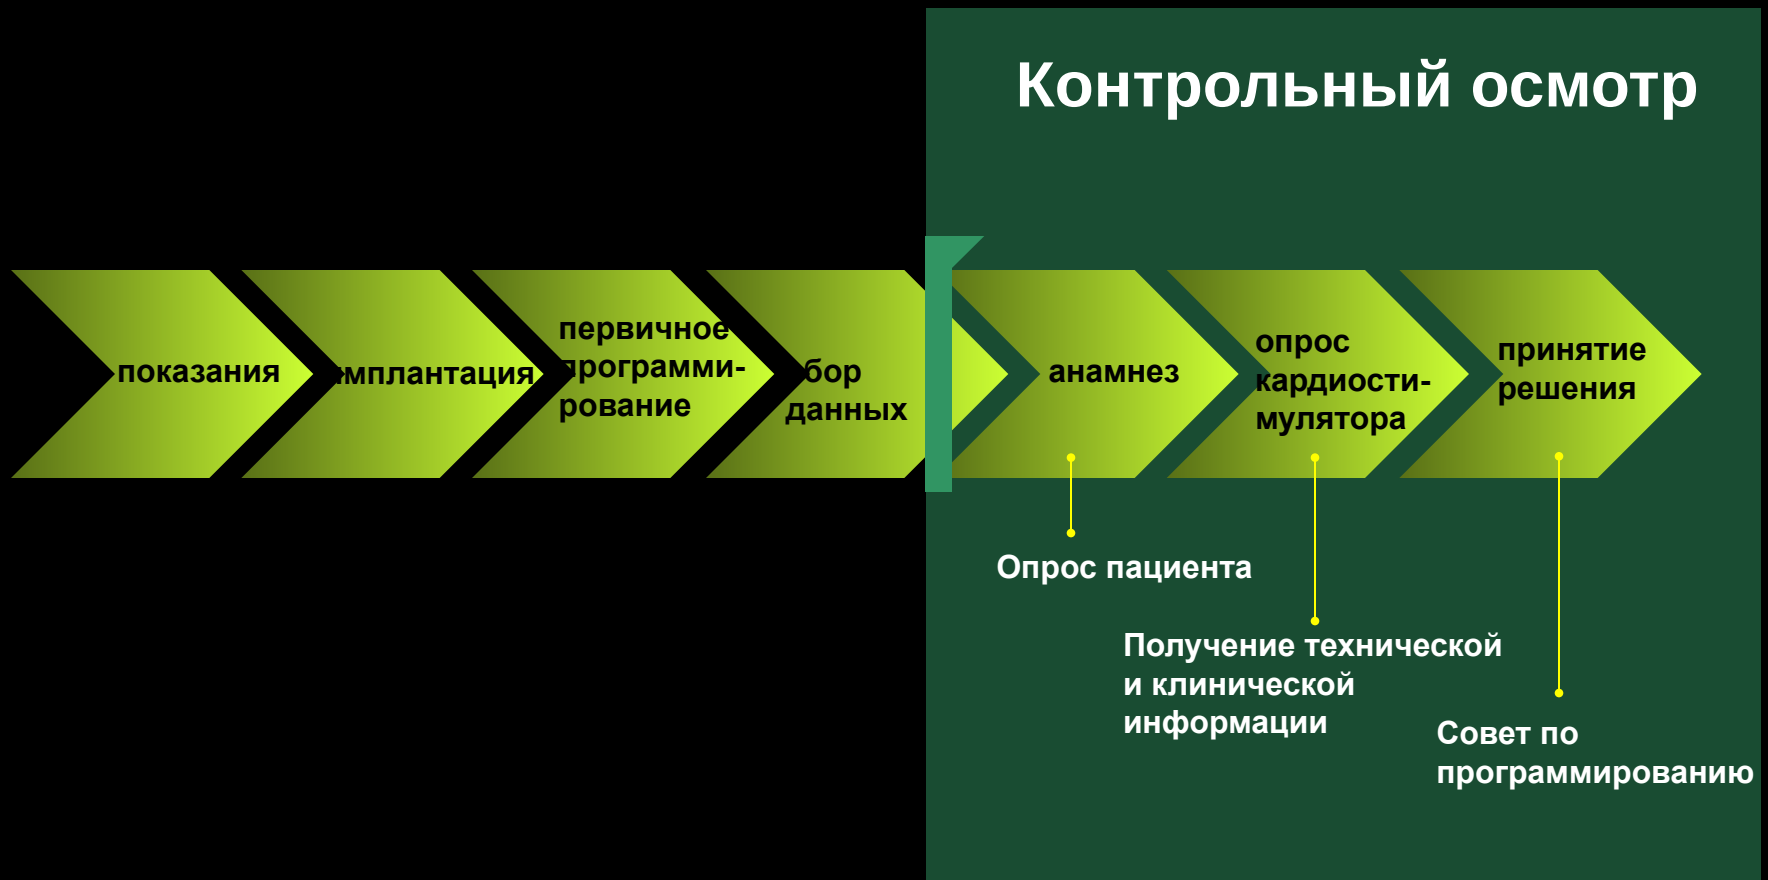 Контрольный осмотр
показания
имплантация
первичное
программи-
рование
бор
данных
анамнез
опрос
кардиости-
мулятора
принятие
решения
Опрос пациента
Получение технической
и клинической
информации
Совет по
программированию